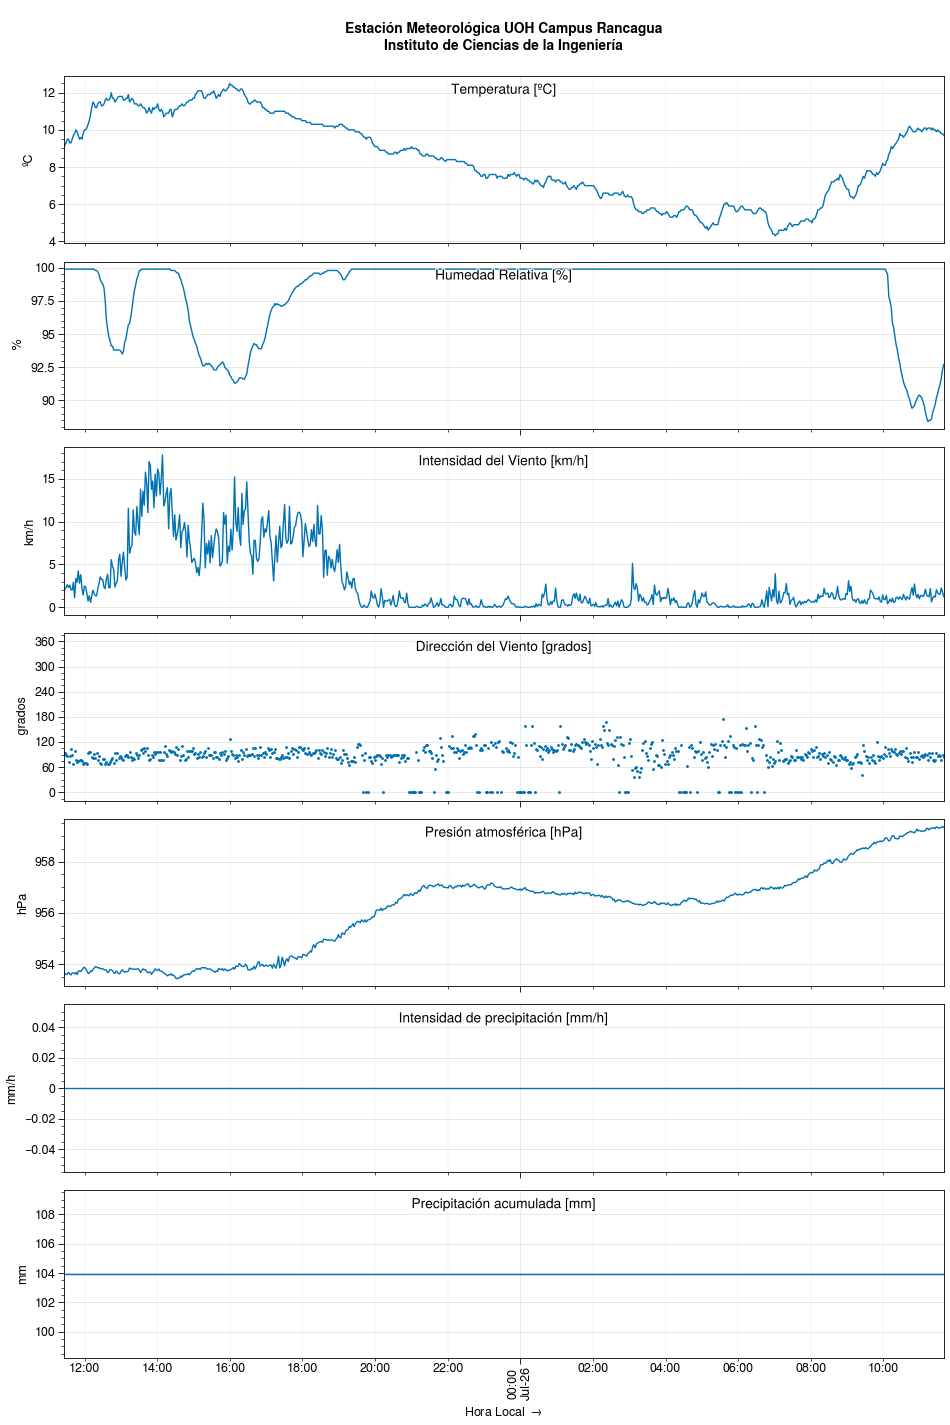 Estación Meteorológica UOH Campus Rancagua
Instituto de Ciencias de la Ingeniería
Temperatura [ºC]
12
10
8
6
4
ºC
Humedad Relativa [%]
100
97.5
95
92.5
90
%
Intensidad del Viento [km/h]
15
10
5
0
km/h
Dirección del Viento [grados]
360
300
240
180
120
60
0
grados
Presión atmosférica [hPa]
958
956
954
hPa
Intensidad de precipitación [mm/h]
0.04
0.02
0
−0.02
−0.04
mm/h
Precipitación acumulada [mm]
108
106
104
102
100
mm
12:00 14:00 16:00 18:00 20:00 22:00 00:00 02:00 04:00 06:00 08:00 10:00
Jul-26
Hora Local →